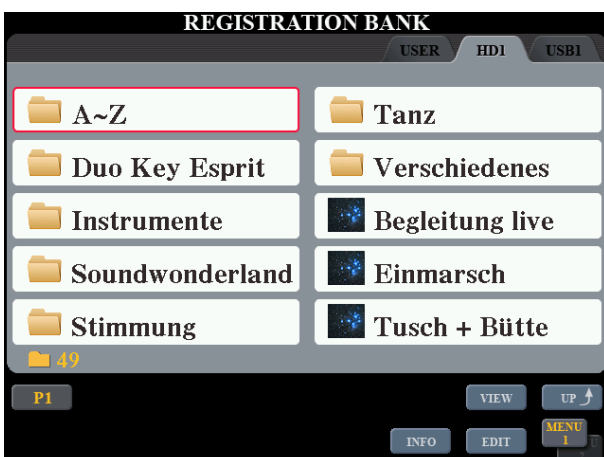 REGISTRATION BANK
USER HD1 USB1
A~Z
Tanz
Duo Key Esprit
Verschiedenes
Instrumente
Begleitung live
Soundwonderland
Einmarsch
Stimmung
Tusch + Bütte
49
P1
VIEW
UP
INFO
EDIT
MENU
1